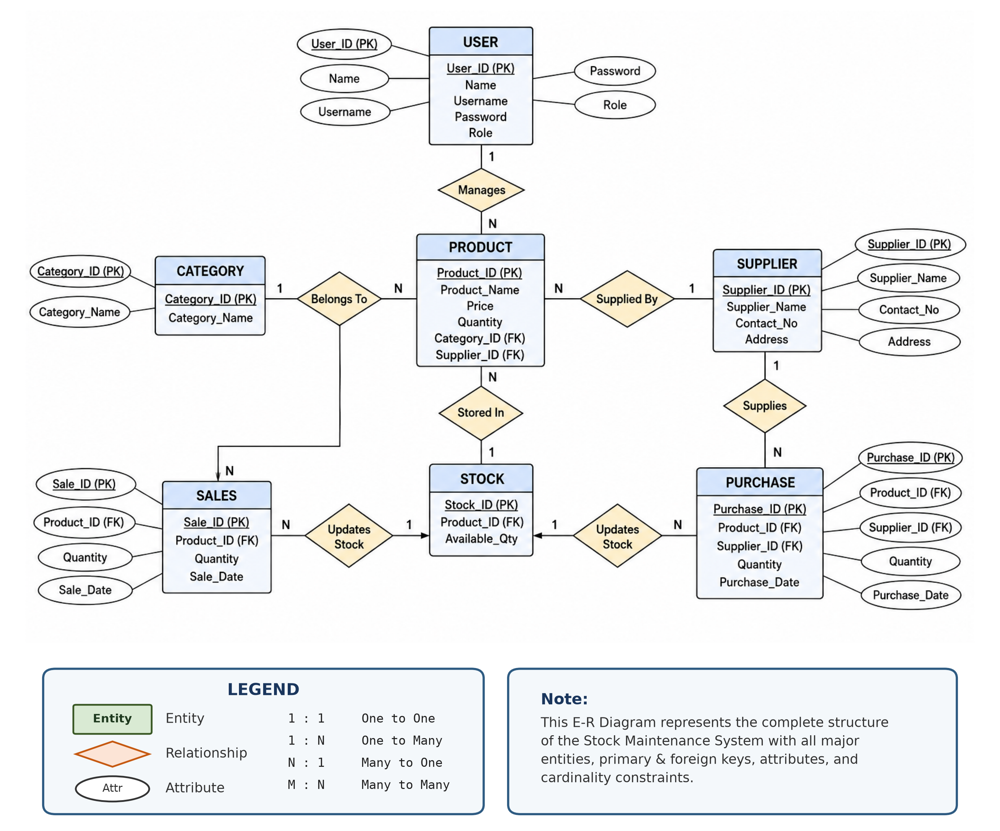 User_ID (PK)
Name
Username
USER
User_ID (PK)
Name
Username
Password
Role
Password
Role
1
Manages
N
Category_ID (PK)
Category_Name
CATEGORY
Category_ID (PK)
Category_Name
1
Belongs To
N
PRODUCT
Product_ID (PK)
Product_Name
Price
Quantity
Category_ID (FK)
Supplier_ID (FK)
N
Supplied By
1
SUPPLIER
Supplier_ID (PK)
Supplier_Name
Contact_No
Address
Supplier_ID (PK)
Supplier_Name
Contact_No
Address
N
Stored In
1
1
Supplies
N
N
Sale_ID (PK)
Product_ID (FK)
Quantity
Sale_Date
SALES
Sale_ID (PK)
Product_ID (FK)
Quantity
Sale_Date
N
Updates
Stock
1
STOCK
Stock_ID (PK)
Product_ID (FK)
Available_Qty
1
Updates
Stock
N
PURCHASE
Purchase_ID (PK)
Product_ID (FK)
Supplier_ID (FK)
Quantity
Purchase_Date
Purchase_ID (PK)
Product_ID (FK)
Supplier_ID (FK)
Quantity
Purchase_Date
LEGEND
Entity Entity
Relationship
Attr Attribute
1 : 1 One to One
1 : N One to Many
N : 1 Many to One
M : N Many to Many
Note:
This E-R Diagram represents the complete structure
of the Stock Maintenance System with all major
entities, primary & foreign keys, attributes, and
cardinality constraints.